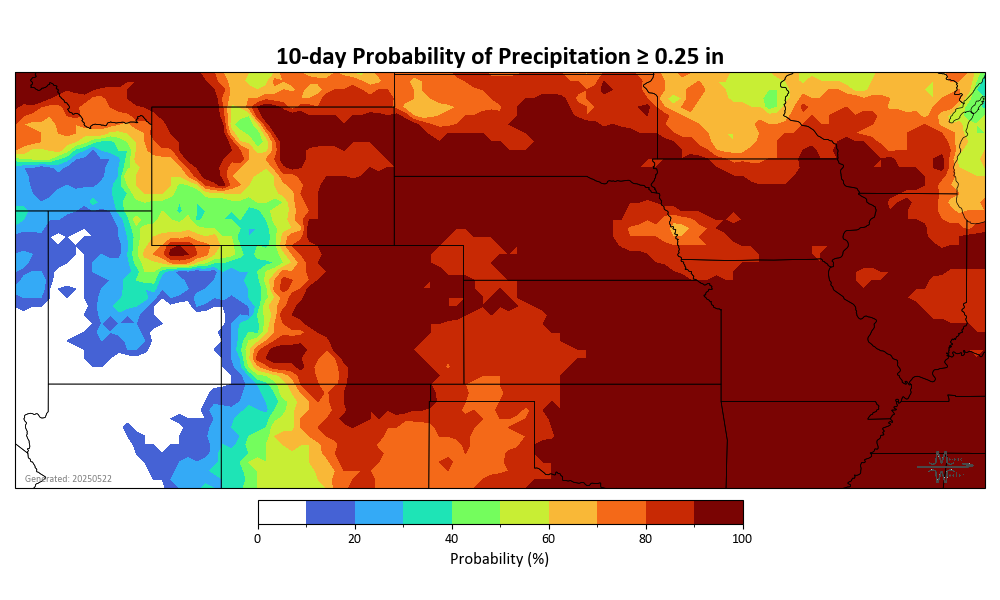 10-day Probability of Precipitation ≥ 0.25 in
Generated: 20250522
0 20 40 60 80 100
Probability (%)